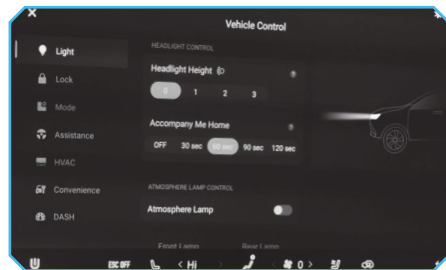 Vehicle Control
Light
Lock
Mode
Assistance
HVAC
Convenience
DASH
HEADLIGHT CONTROL
Headlight Height
0 1 2 3
Accompany Me Home
OFF 30 sec 60 sec 90 sec 120 sec
ATMOSPHERE LAMP CONTROL
Atmosphere Lamp
Front Lamp Rear Lamp
ESC OFF < Hi > < 0 >